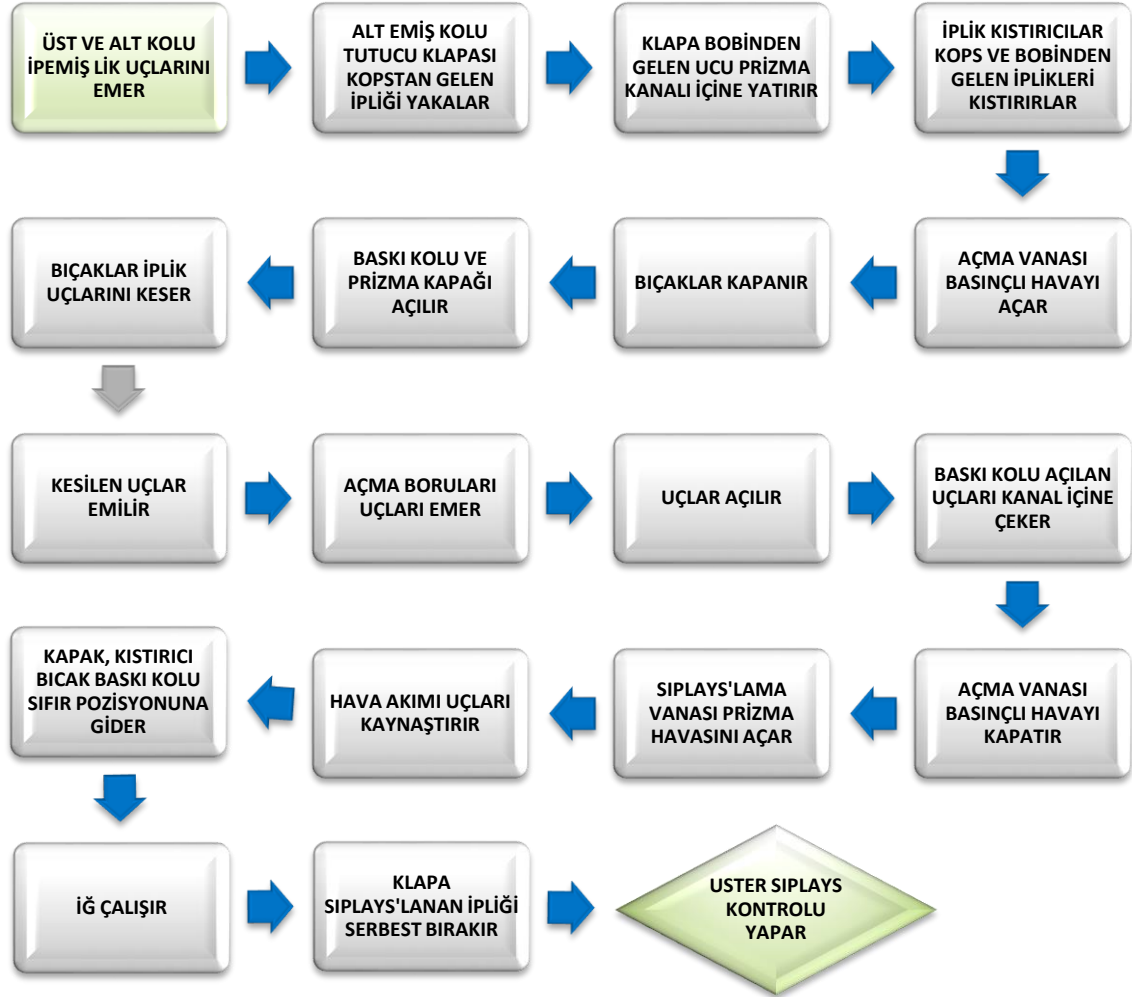 ÜST VE ALT KOLU
İPEMİŞ LİK UÇLARINI
EMER
ALT EMİŞ KOLU
TUTUCU KLAPASI
KOPSTAN GELEN
İPLİĞİ YAKALAR
KLAPA BOBİNDEN
GELEN UCU PRİZMA
KANALI İÇİNE YATIRIR
İPLİK KISTIRICILAR
KOPS VE BOBİNDEN
GELEN İPLİKLERİ
KISTIRIRLAR
AÇMA VANASI
BASINÇLI HAVAYI
AÇAR
BIÇAKLAR KAPANIR
BASKI KOLU VE
PRİZMA KAPAĞI
AÇILIR
BIÇAKLAR İPLİK
UÇLARINI KESER
KESİLEN UÇLAR
EMİLİR
AÇMA BORULARI
UÇLARI EMER
UÇLAR AÇILIR
BASKI KOLU AÇILAN
UÇLARI KANAL İÇİNE
ÇEKER
AÇMA VANASI
BASINÇLI HAVAYI
KAPATIR
SIPLAYS'LAMA
VANASI PRİZMA
HAVASINI AÇAR
HAVA AKIMI UÇLARI
KAYNAŞTIRIR
KAPAK, KISTIRICI
BICAK BASKI KOLU
SIFIR POZİSYONUNA
GİDER
İĞ ÇALIŞIR
KLAPA
SIPLAYS'LANAN İPLİĞİ
SERBEST BIRAKIR
USTER SIPLAYS
KONTROLU
YAPAR